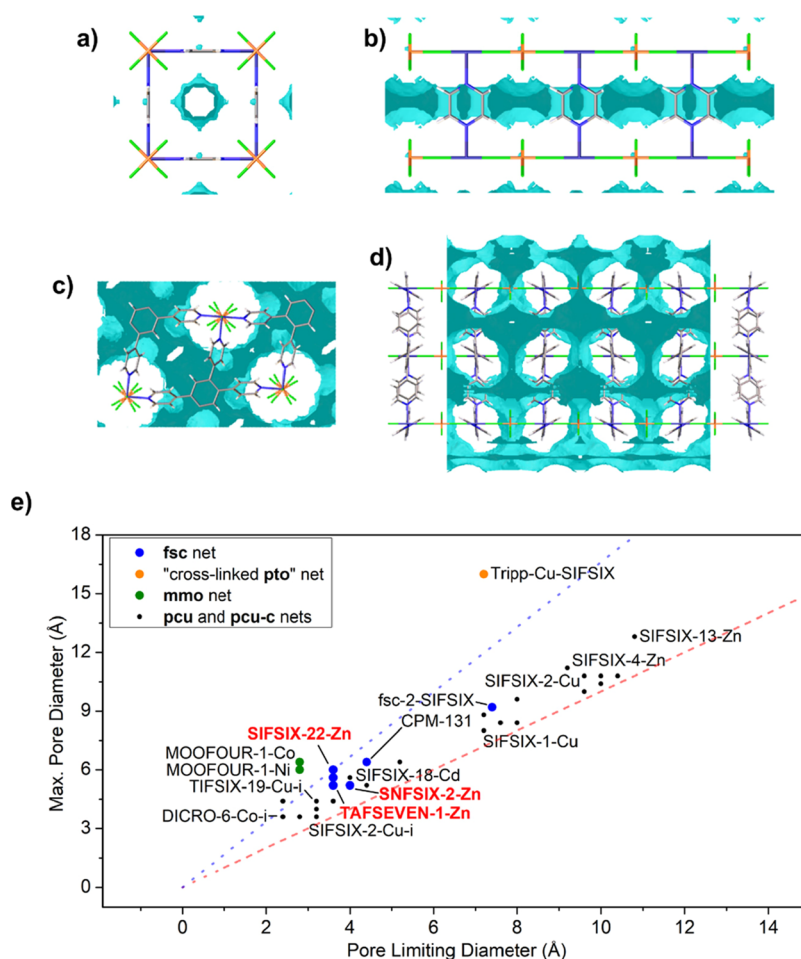 a)
b)
c)
d)
e)
fsc net
"cross-linked pto" net
mmo net
pcu and pcu-c nets
Tripp-Cu-SIFSIX
SIFSIX-13-Zn
SIFSIX-4-Zn
SIFSIX-2-Cu
fsc-2-SIFSIX
CPM-131
SIFSIX-1-Cu
SIFSIX-22-Zn
MOOFOUR-1-Co
MOOFOUR-1-Ni
SIFSIX-18-Cd
TIFSIX-19-Cu-i
SNFSIX-2-Zn
TAFSEVEN-1-Zn
DICRO-6-Co-i
SIFSIX-2-Cu-i
18
15
12
9
6
3
0
Max. Pore Diameter (Å)
0 2 4 6 8 10 12 14
Pore Limiting Diameter (Å)